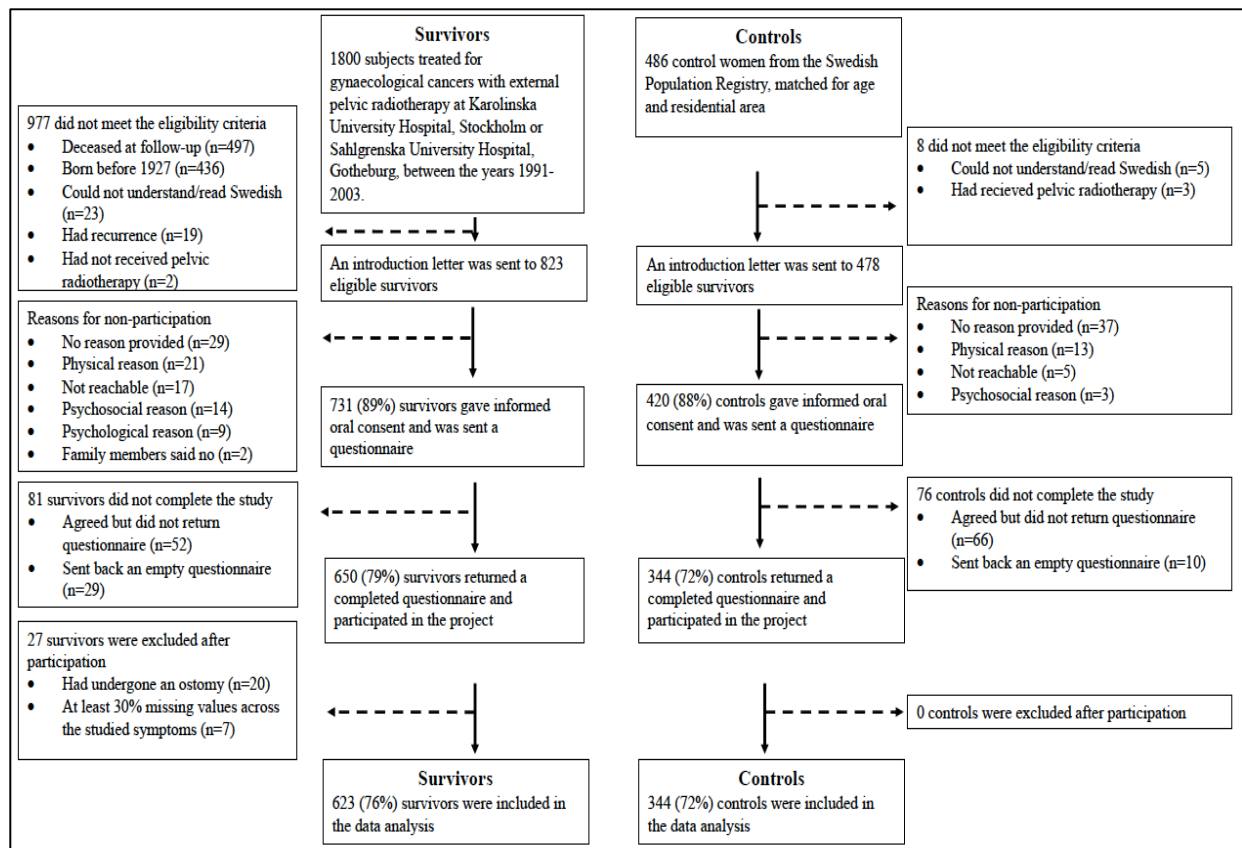 Survivors
1800 subjects treated for
gynaecological cancers with external
pelvic radiotherapy at Karolinska
University Hospital, Stockholm or
Sahlgrenska University Hospital,
Gotheburg, between the years 1991-
2003.
Controls
486 control women from the Swedish
Population Registry, matched for age
and residential area
977 did not meet the eligibility criteria
• Deceased at follow-up (n=497)
• Born before 1927 (n=436)
• Could not understand/read Swedish
(n=23)
• Had recurrence (n=19)
• Had not received pelvic
radiotherapy (n=2)
8 did not meet the eligibility criteria
• Could not understand/read Swedish (n=5)
• Had recieved pelvic radiotherapy (n=3)
An introduction letter was sent to 823
eligible survivors
An introduction letter was sent to 478
eligible survivors
Reasons for non-participation
• No reason provided (n=29)
• Physical reason (n=21)
• Not reachable (n=17)
• Psychosocial reason (n=14)
• Psychological reason (n=9)
• Family members said no (n=2)
Reasons for non-participation
• No reason provided (n=37)
• Physical reason (n=13)
• Not reachable (n=5)
• Psychosocial reason (n=3)
731 (89%) survivors gave informed
oral consent and was sent a
questionnaire
420 (88%) controls gave informed oral
consent and was sent a questionnaire
81 survivors did not complete the study
• Agreed but did not return
questionnaire (n=52)
• Sent back an empty questionnaire
(n=29)
76 controls did not complete the study
• Agreed but did not return questionnaire
(n=66)
• Sent back an empty questionnaire (n=10)
650 (79%) survivors returned a
completed questionnaire and
participated in the project
344 (72%) controls returned a
completed questionnaire and
participated in the project
27 survivors were excluded after
participation
• Had undergone an ostomy (n=20)
• At least 30% missing values across
the studied symptoms (n=7)
0 controls were excluded after participation
Survivors
623 (76%) survivors were included in
the data analysis
Controls
344 (72%) controls were included in
the data analysis